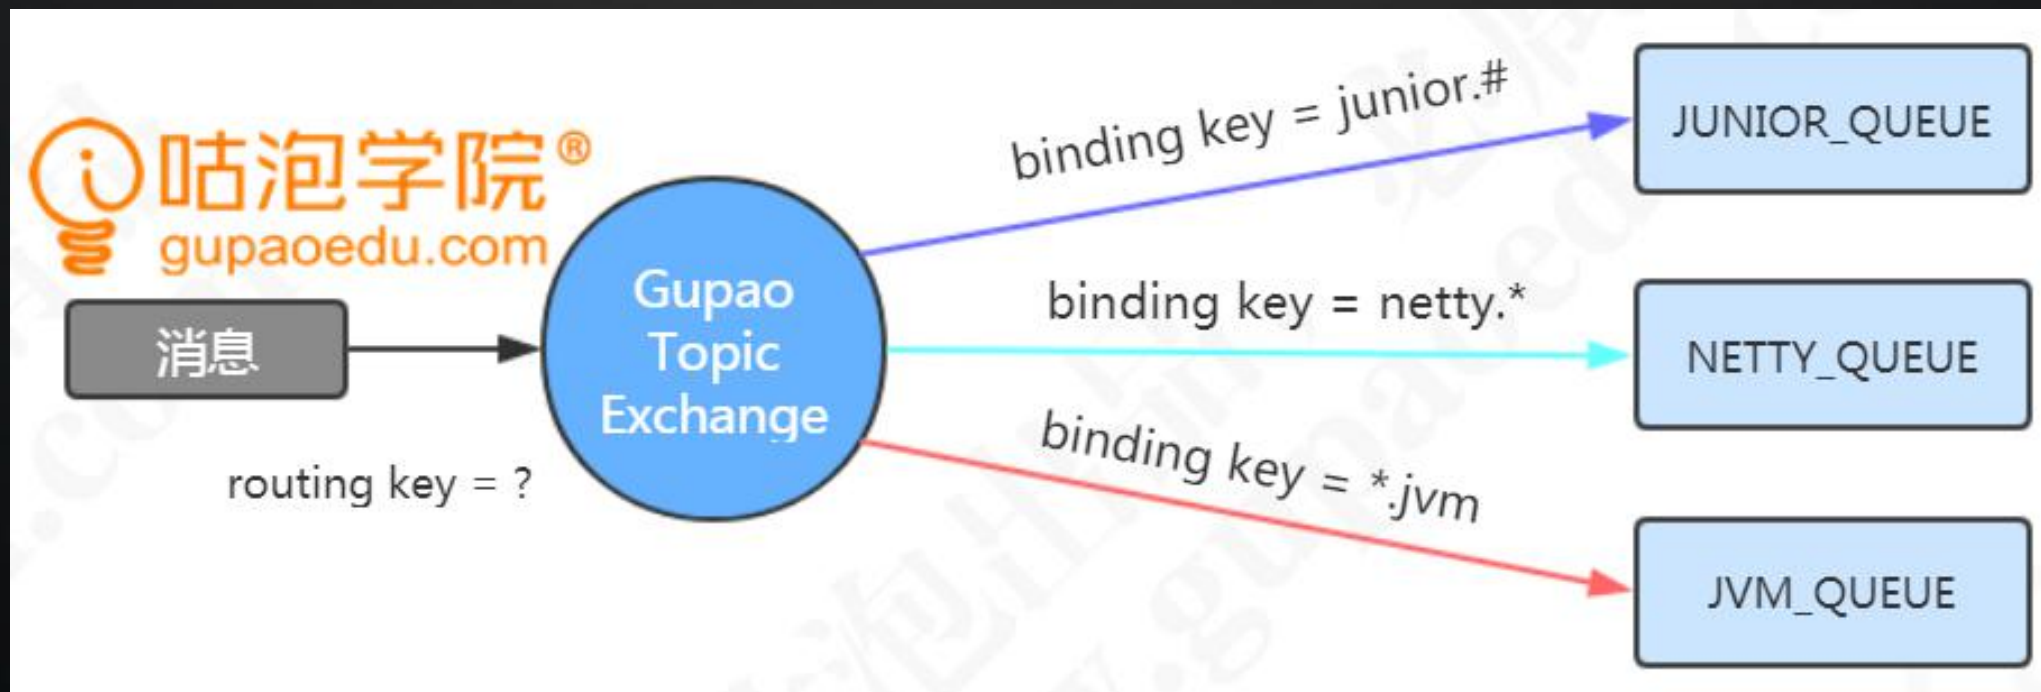 咕泡学院®
gupaoedu.com
消息
routing key = ?
Gupao
Topic
Exchange
binding key = junior.#
JUNIOR_QUEUE
binding key = netty.*
NETTY_QUEUE
binding key = *.jvm
JVM_QUEUE